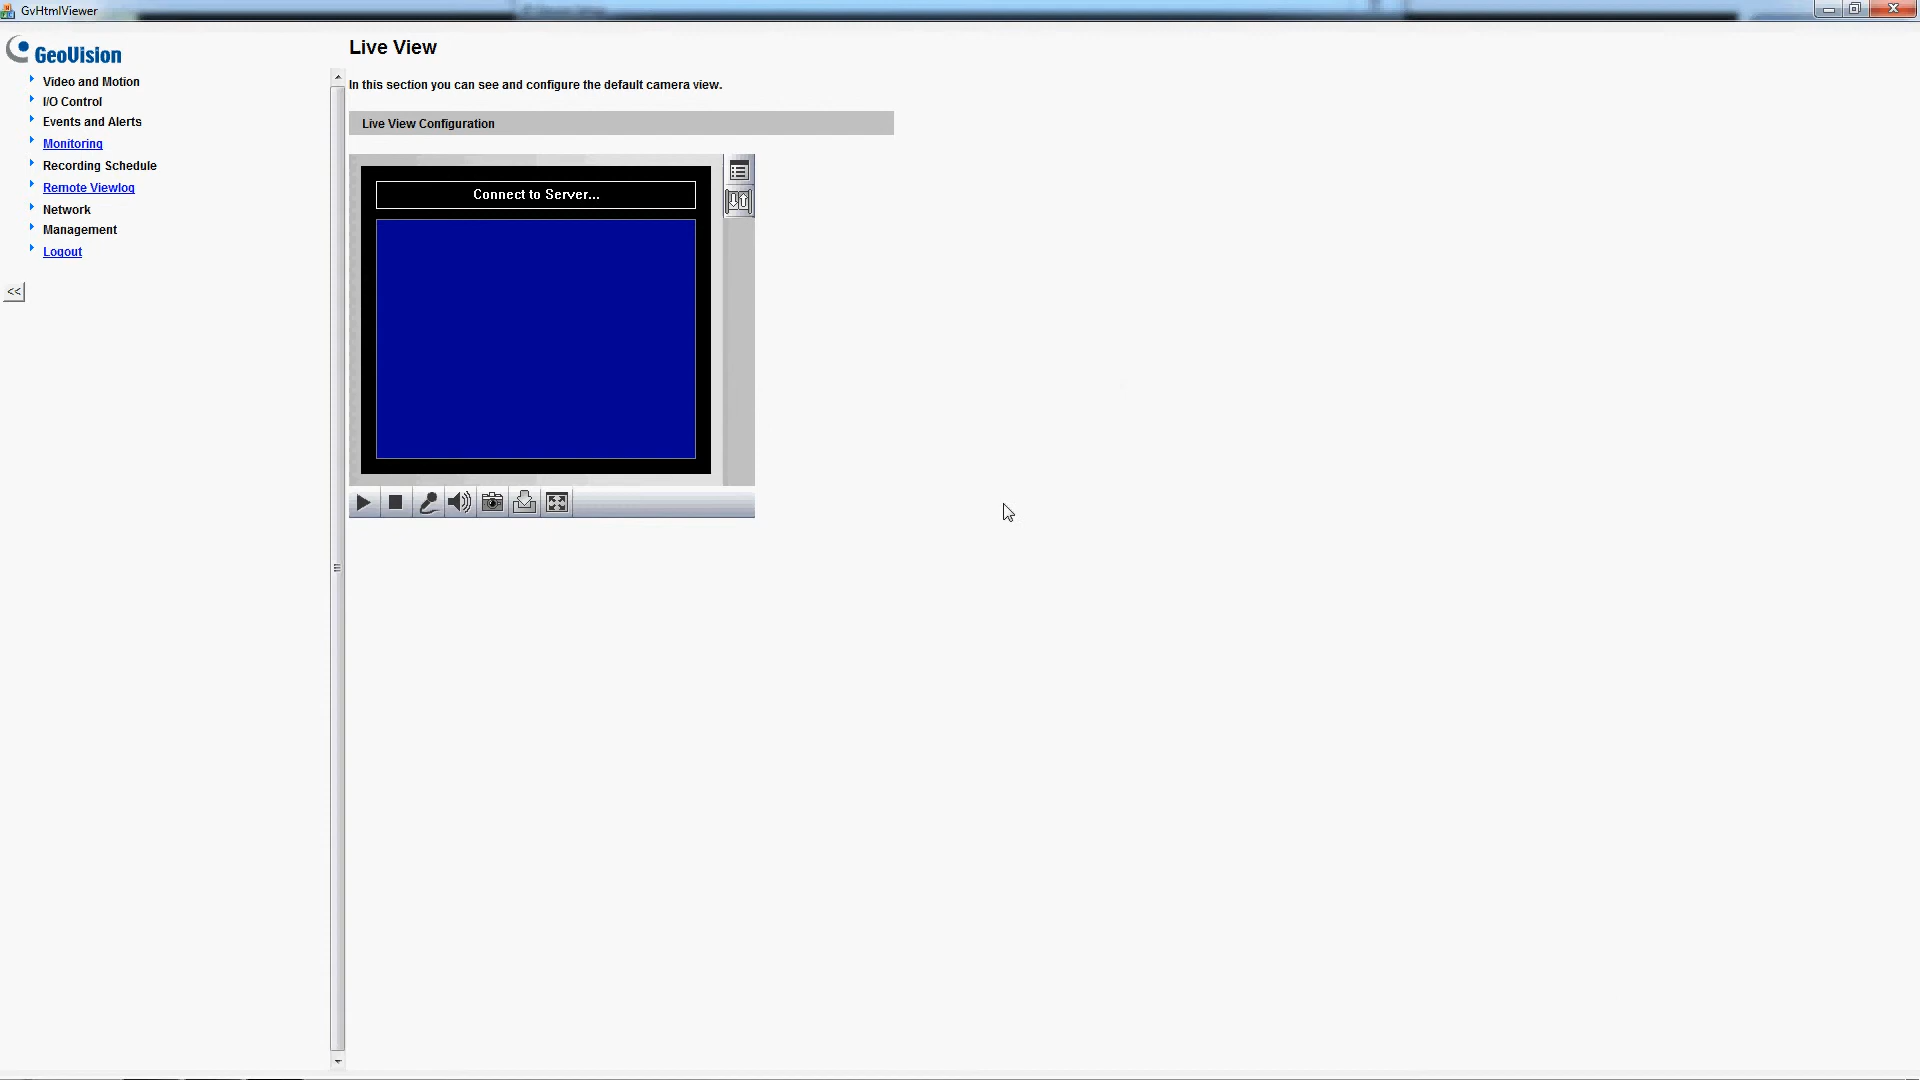 GvHtmlViewer
GeoVision
Video and Motion
I/O Control
Events and Alerts
Monitoring
Recording Schedule
Remote Viewlog
Network
Management
Logout
<<
Live View
In this section you can see and configure the default camera view.
Live View Configuration
Connect to Server...